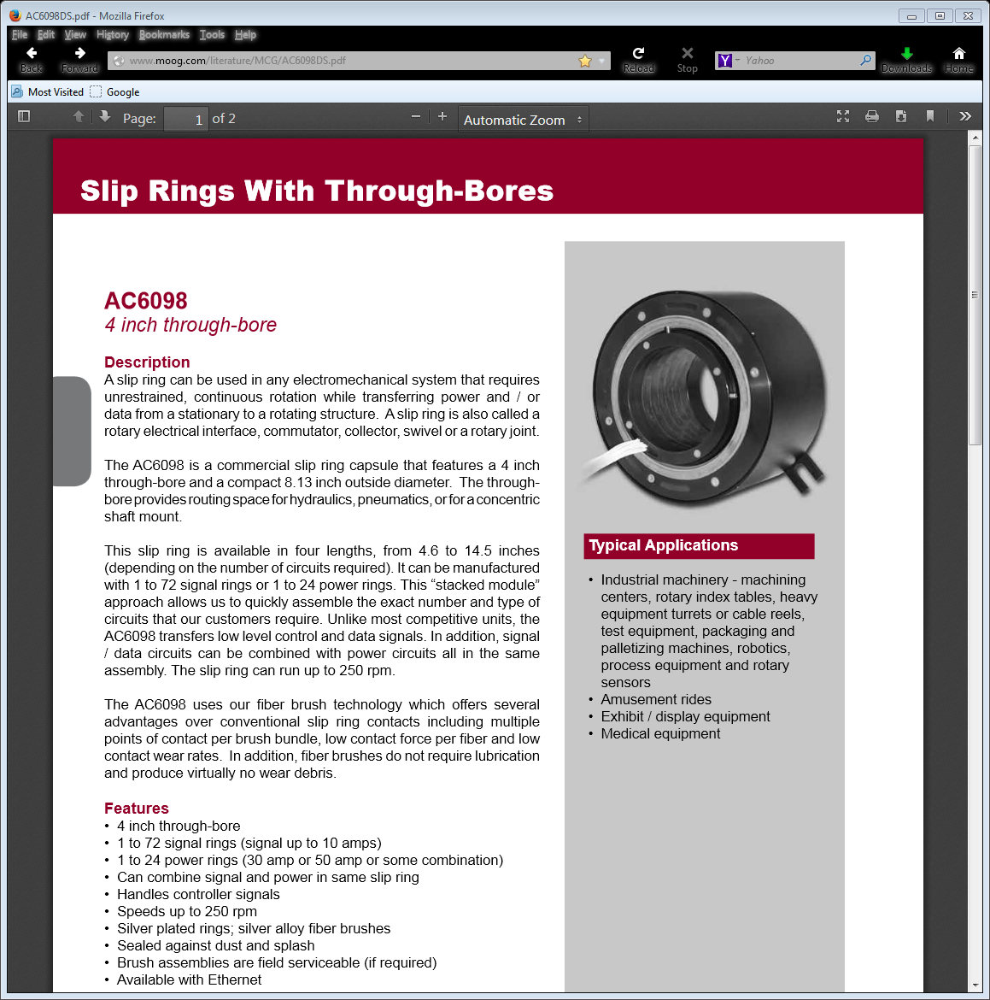 AC6098DS.pdf - Mozilla Firefox
File Edit View History Bookmarks Tools Help
www.moog.com/literature/MCG/AC6098DS.pdf
Yahoo
Back Forward Reload Stop Downloads Home
Most Visited Google
Page: 1 of 2 Automatic Zoom
Slip Rings With Through-Bores
AC6098
4 inch through-bore
Description
A slip ring can be used in any electromechanical system that requires
unrestrained, continuous rotation while transferring power and / or
data from a stationary to a rotating structure. A slip ring is also called a
rotary electrical interface, commutator, collector, swivel or a rotary joint.
The AC6098 is a commercial slip ring capsule that features a 4 inch
through-bore and a compact 8.13 inch outside diameter. The through-
bore provides routing space for hydraulics, pneumatics, or for a concentric
shaft mount.
This slip ring is available in four lengths, from 4.6 to 14.5 inches
(depending on the number of circuits required). It can be manufactured
with 1 to 72 signal rings or 1 to 24 power rings. This “stacked module”
approach allows us to quickly assemble the exact number and type of
circuits that our customers require. Unlike most competitive units, the
AC6098 transfers low level control and data signals. In addition, signal
/ data circuits can be combined with power circuits all in the same
assembly. The slip ring can run up to 250 rpm.
The AC6098 uses our fiber brush technology which offers several
advantages over conventional slip ring contacts including multiple
points of contact per brush bundle, low contact force per fiber and low
contact wear rates. In addition, fiber brushes do not require lubrication
and produce virtually no wear debris.
Features
• 4 inch through-bore
• 1 to 72 signal rings (signal up to 10 amps)
• 1 to 24 power rings (30 amp or 50 amp or some combination)
• Can combine signal and power in same slip ring
• Handles controller signals
• Speeds up to 250 rpm
• Silver plated rings; silver alloy fiber brushes
• Sealed against dust and splash
• Brush assemblies are field serviceable (if required)
• Available with Ethernet
Typical Applications
• Industrial machinery - machining
centers, rotary index tables, heavy
equipment turrets or cable reels,
test equipment, packaging and
palletizing machines, robotics,
process equipment and rotary
sensors
• Amusement rides
• Exhibit / display equipment
• Medical equipment